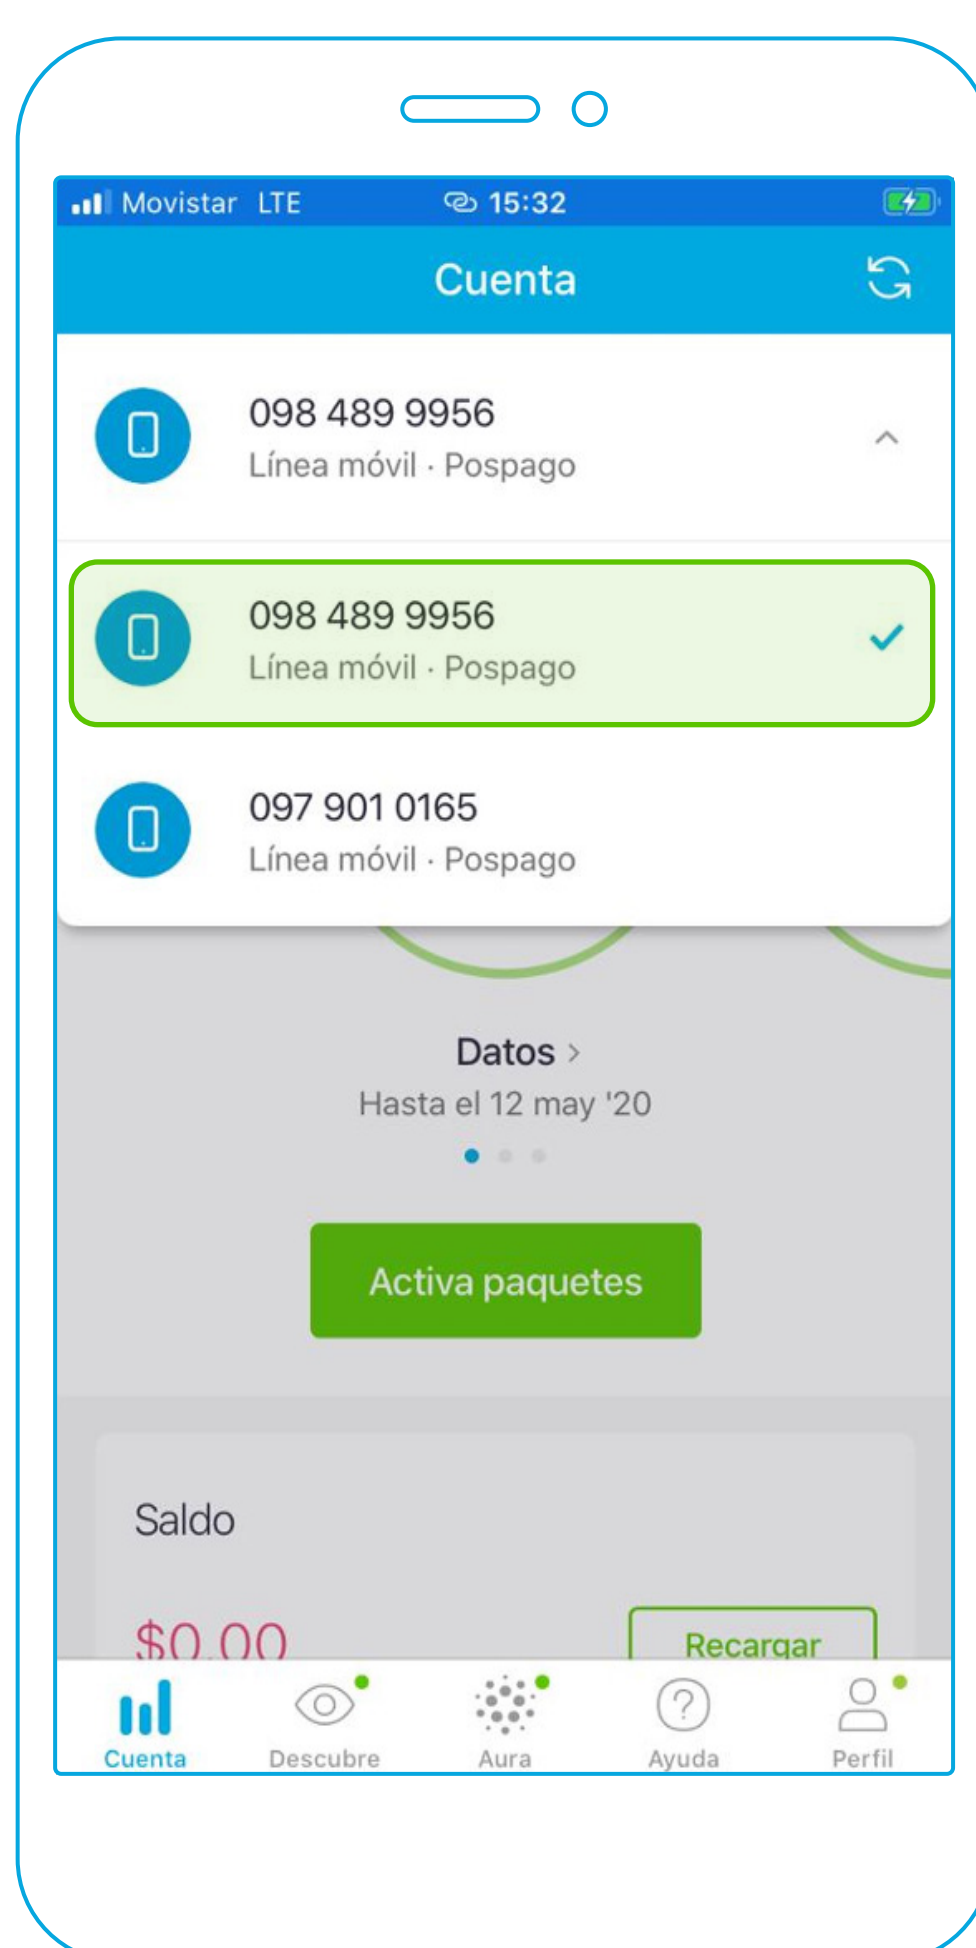 Movistar LTE 15:32
Cuenta
098 489 9956
Línea móvil · Pospago
098 489 9956
Línea móvil · Pospago
097 901 0165
Línea móvil · Pospago
Datos >
Hasta el 12 may '20
Activa paquetes
Saldo
$0.00 Recargar
Cuenta Descubre Aura Ayuda Perfil